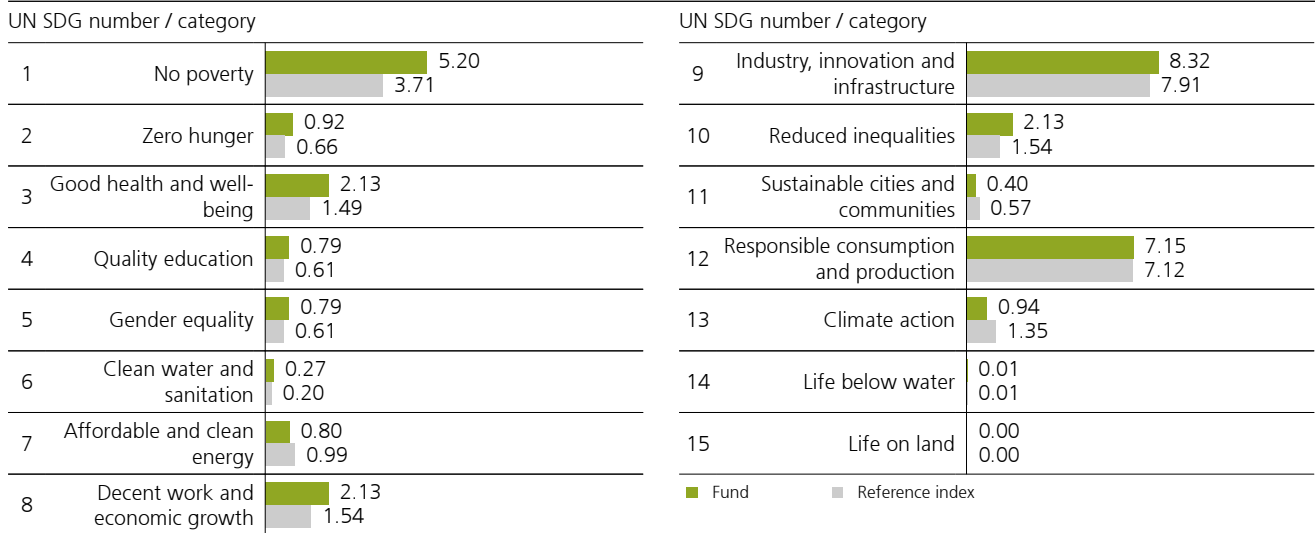 UN SDG number / category
1 No poverty 5.20
3.71
2 Zero hunger 0.92
0.66
3 Good health and well-
being 2.13
1.49
4 Quality education 0.79
0.61
5 Gender equality 0.79
0.61
6 Clean water and
sanitation 0.27
0.20
7 Affordable and clean
energy 0.80
0.99
8 Decent work and
economic growth 2.13
1.54
UN SDG number / category
9 Industry, innovation and
infrastructure 8.32
7.91
10 Reduced inequalities 2.13
1.54
11 Sustainable cities and
communities 0.40
0.57
12 Responsible consumption
and production 7.15
7.12
13 Climate action 0.94
1.35
14 Life below water 0.01
0.01
15 Life on land 0.00
0.00
Fund Reference index